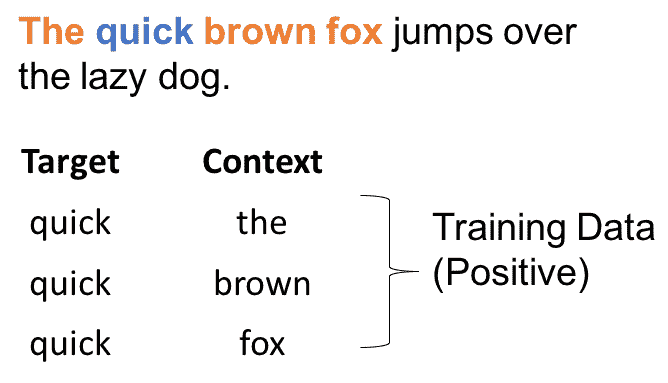 The quick brown fox jumps over
the lazy dog.
Target Context
quick the
quick brown
quick fox
Training Data
(Positive)